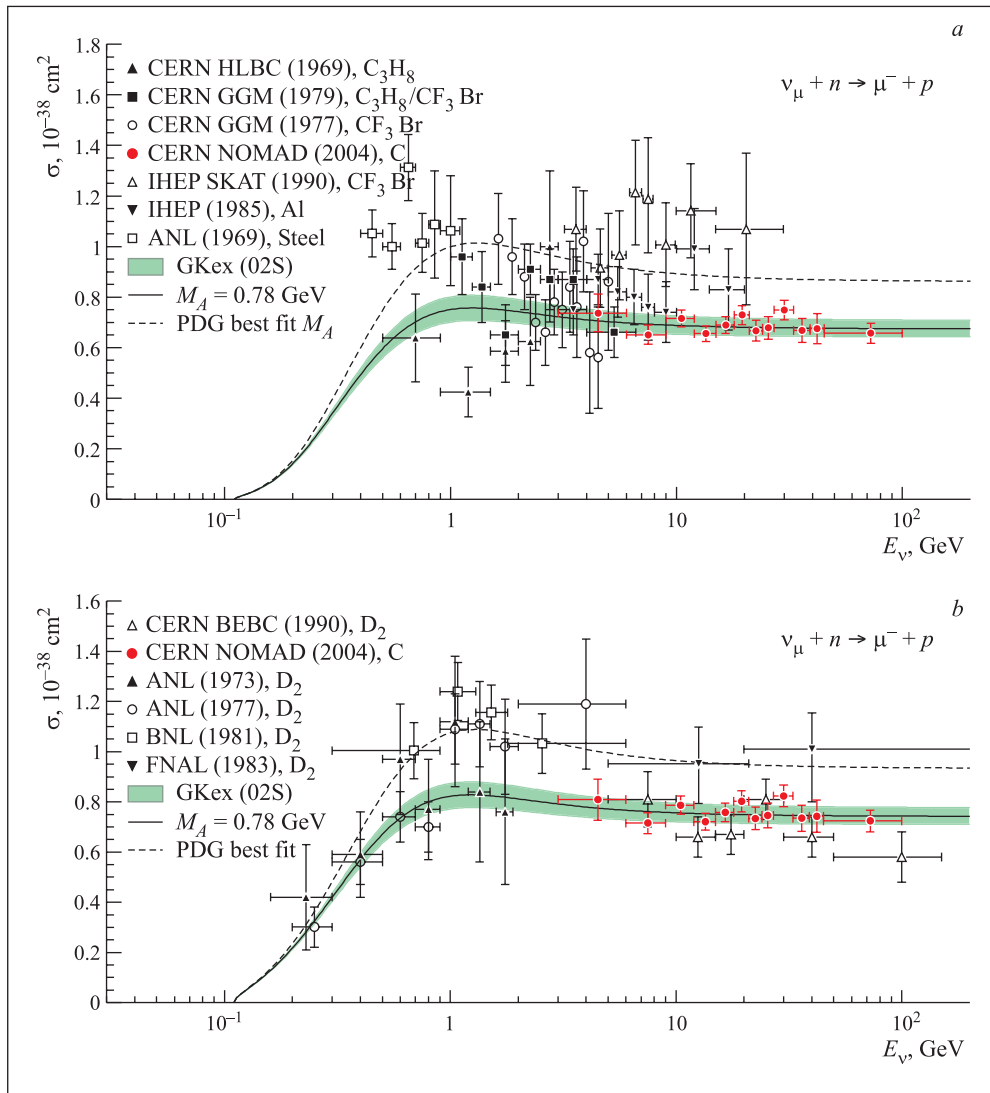 a
1.8
1.6
1.4
1.2
1
0.8
0.6
0.4
0.2
0
σ, 10⁻³⁸ cm²
CERN HLBC (1969), C₃H₈
CERN GGM (1979), C₃H₈/CF₃ Br
CERN GGM (1977), CF₃ Br
CERN NOMAD (2004), C
IHEP SKAT (1990), CF₃ Br
IHEP (1985), Al
ANL (1969), Steel
GKex (02S)
M_A = 0.78 GeV
PDG best fit M_A
ν_μ + n → μ⁻ + p
10⁻¹ 1 10 10²
E_ν, GeV
b
1.6
1.4
1.2
1
0.8
0.6
0.4
0.2
0
σ, 10⁻³⁸ cm²
CERN BEBC (1990), D₂
CERN NOMAD (2004), C
ANL (1973), D₂
ANL (1977), D₂
BNL (1981), D₂
FNAL (1983), D₂
GKex (02S)
M_A = 0.78 GeV
PDG best fit
ν_μ + n → μ⁻ + p
10⁻¹ 1 10 10²
E_ν, GeV